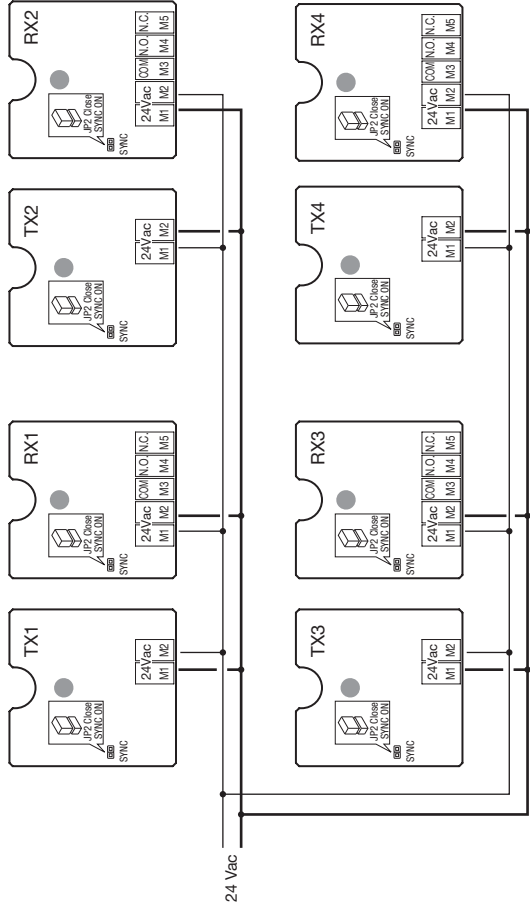 TX1
JP2 Close
SYNC ON
SYNC
24Vac
M1 M2
RX1
JP2 Close
SYNC ON
SYNC
24Vac COM N.O. N.C.
M1 M2 M3 M4 M5
TX2
JP2 Close
SYNC ON
SYNC
24Vac
M1 M2
RX2
JP2 Close
SYNC ON
SYNC
24Vac COM N.O. N.C.
M1 M2 M3 M4 M5
24 Vac
TX3
JP2 Close
SYNC ON
SYNC
24Vac
M1 M2
RX3
JP2 Close
SYNC ON
SYNC
24Vac COM N.O. N.C.
M1 M2 M3 M4 M5
TX4
JP2 Close
SYNC ON
SYNC
24Vac
M1 M2
RX4
JP2 Close
SYNC ON
SYNC
24Vac COM N.O. N.C.
M1 M2 M3 M4 M5